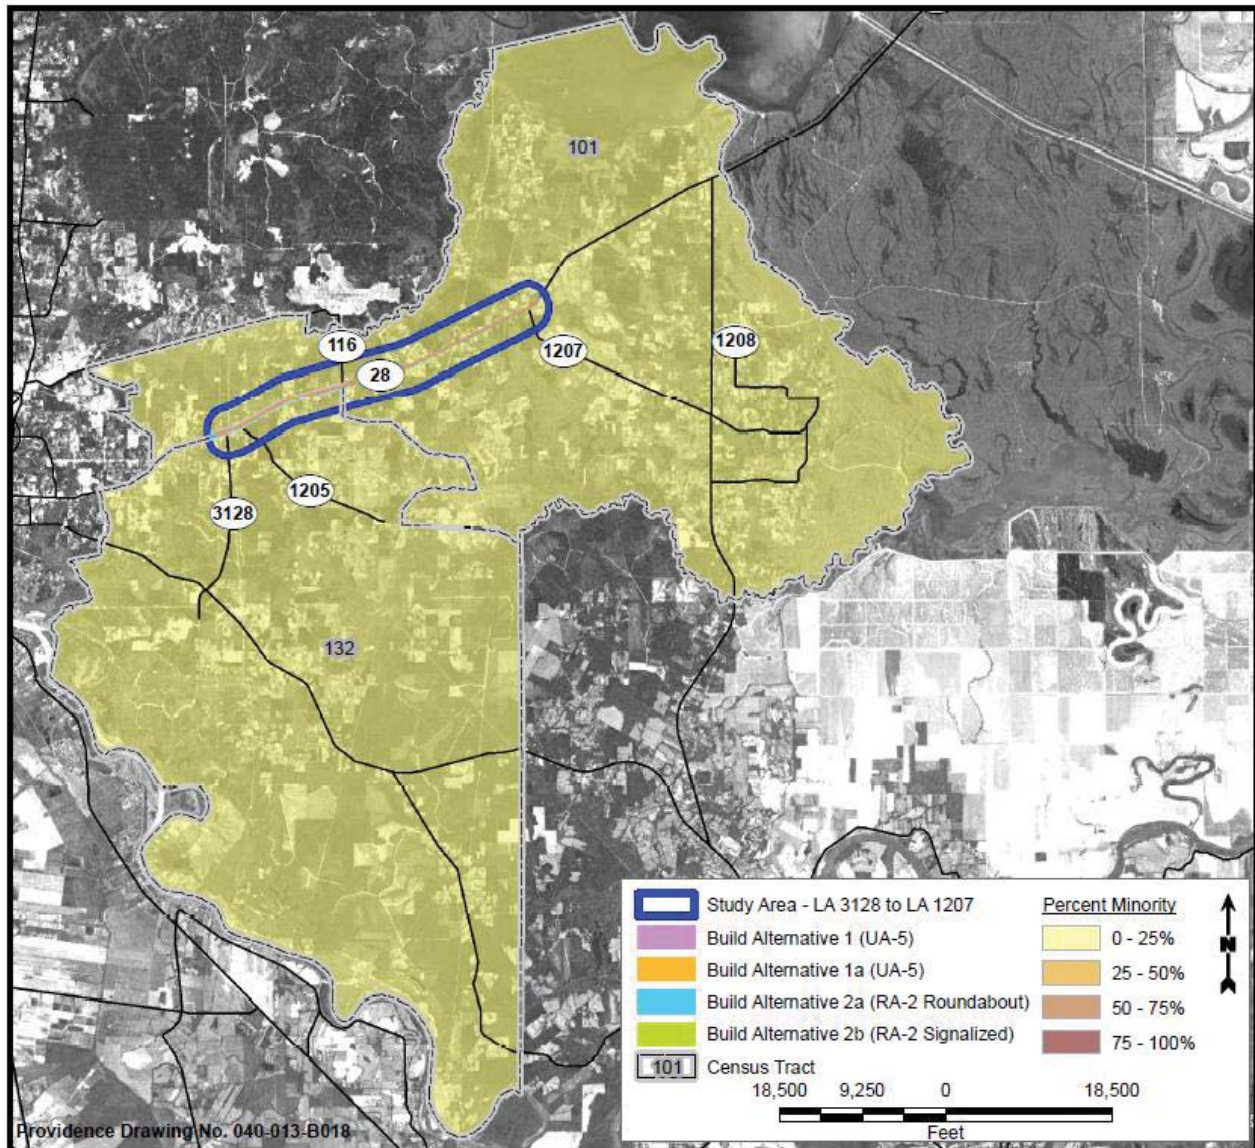 101
116
28
1207
1208
1205
3128
132
Study Area - LA 3128 to LA 1207
Build Alternative 1 (UA-5)
Build Alternative 1a (UA-5)
Build Alternative 2a (RA-2 Roundabout)
Build Alternative 2b (RA-2 Signalized)
101 Census Tract
Percent Minority
0 - 25%
25 - 50%
50 - 75%
75 - 100%
N
18,500 9,250 0 18,500
Feet
Providence Drawing No. 040-013-B018